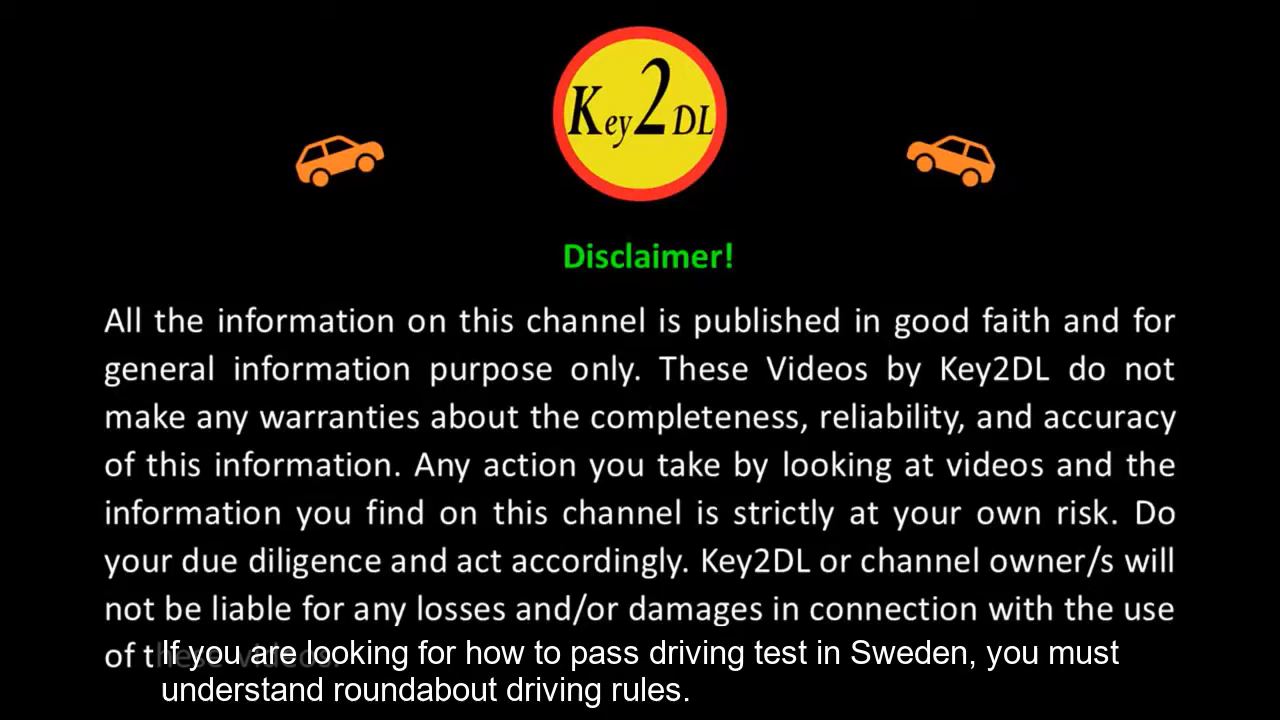 Key2DL
Disclaimer!
All the information on this channel is published in good faith and for
general information purpose only. These Videos by Key2DL do not
make any warranties about the completeness, reliability, and accuracy
of this information. Any action you take by looking at videos and the
information you find on this channel is strictly at your own risk. Do
your due diligence and act accordingly. Key2DL or channel owner/s will
not be liable for any losses and/or damages in connection with the use
of these videos.
If you are looking for how to pass driving test in Sweden, you must
understand roundabout driving rules.